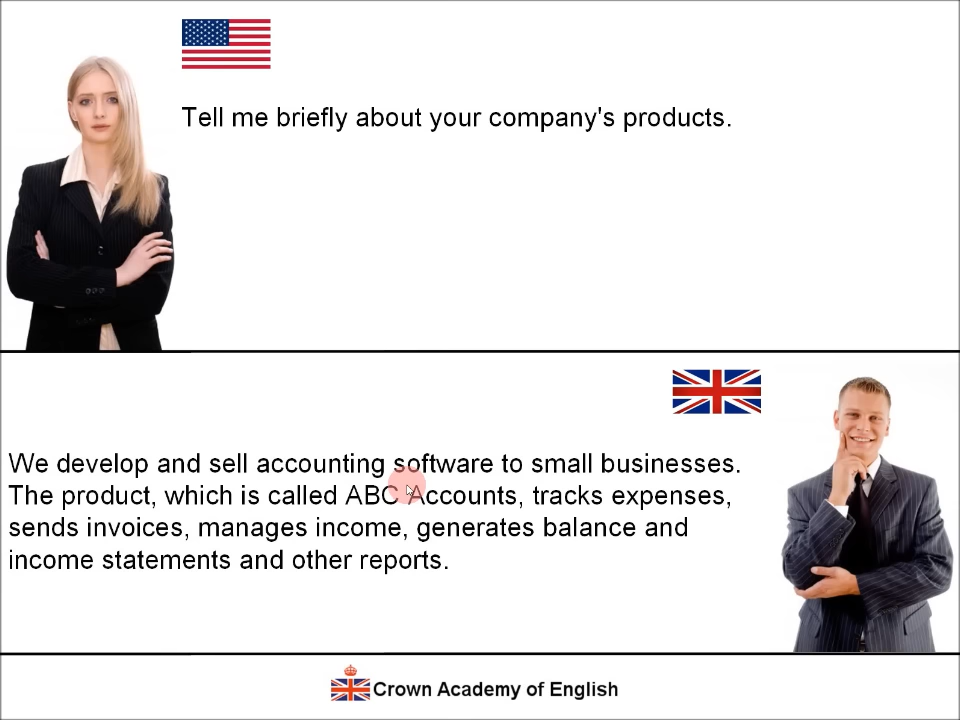 Tell me briefly about your company's products.
We develop and sell accounting software to small businesses.
The product, which is called ABC Accounts, tracks expenses,
sends invoices, manages income, generates balance and
income statements and other reports.
Crown Academy of English